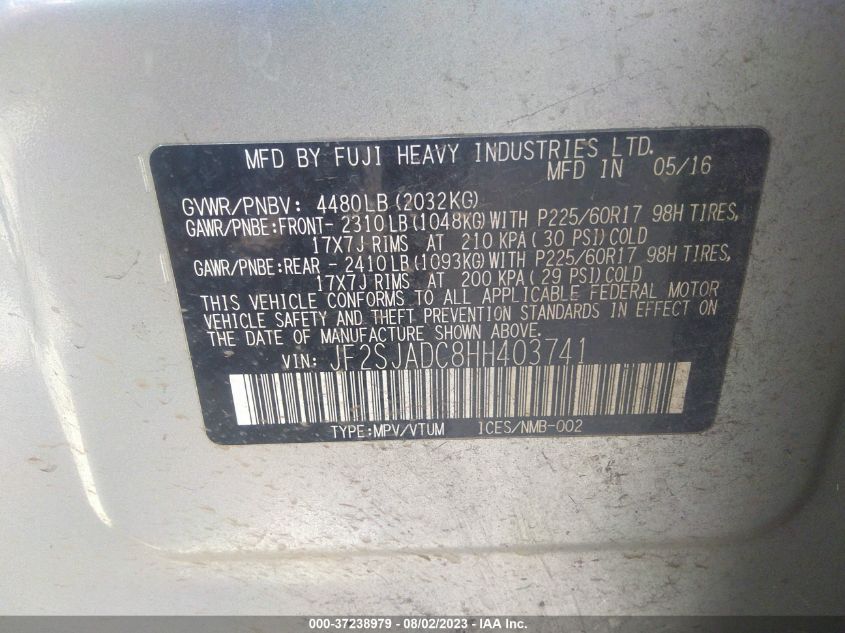 MFD BY FUJI HEAVY INDUSTRIES LTD.
MFD IN 05/16
GVWR/PNBV: 4480LB(2032KG)
GAWR/PNBE:FRONT- 2310LB(1048KG)WITH P225/60R17 98H TIRES,
17X7J RIMS AT 210 KPA(30 PSI)COLD
GAWR/PNBE:REAR - 2410LB(1093KG)WITH P225/60R17 98H TIRES,
17X7J RIMS AT 200 KPA(29 PSI)COLD
THIS VEHICLE CONFORMS TO ALL APPLICABLE FEDERAL MOTOR
VEHICLE SAFETY AND THEFT PREVENTION STANDARDS IN EFFECT ON
THE DATE OF MANUFACTURE SHOWN ABOVE.
VIN: JF2SJADC8HH403741
TYPE:MPV/VTUM 1CES/NMB-002
000-37238979 - 08/02/2023 - IAA Inc.